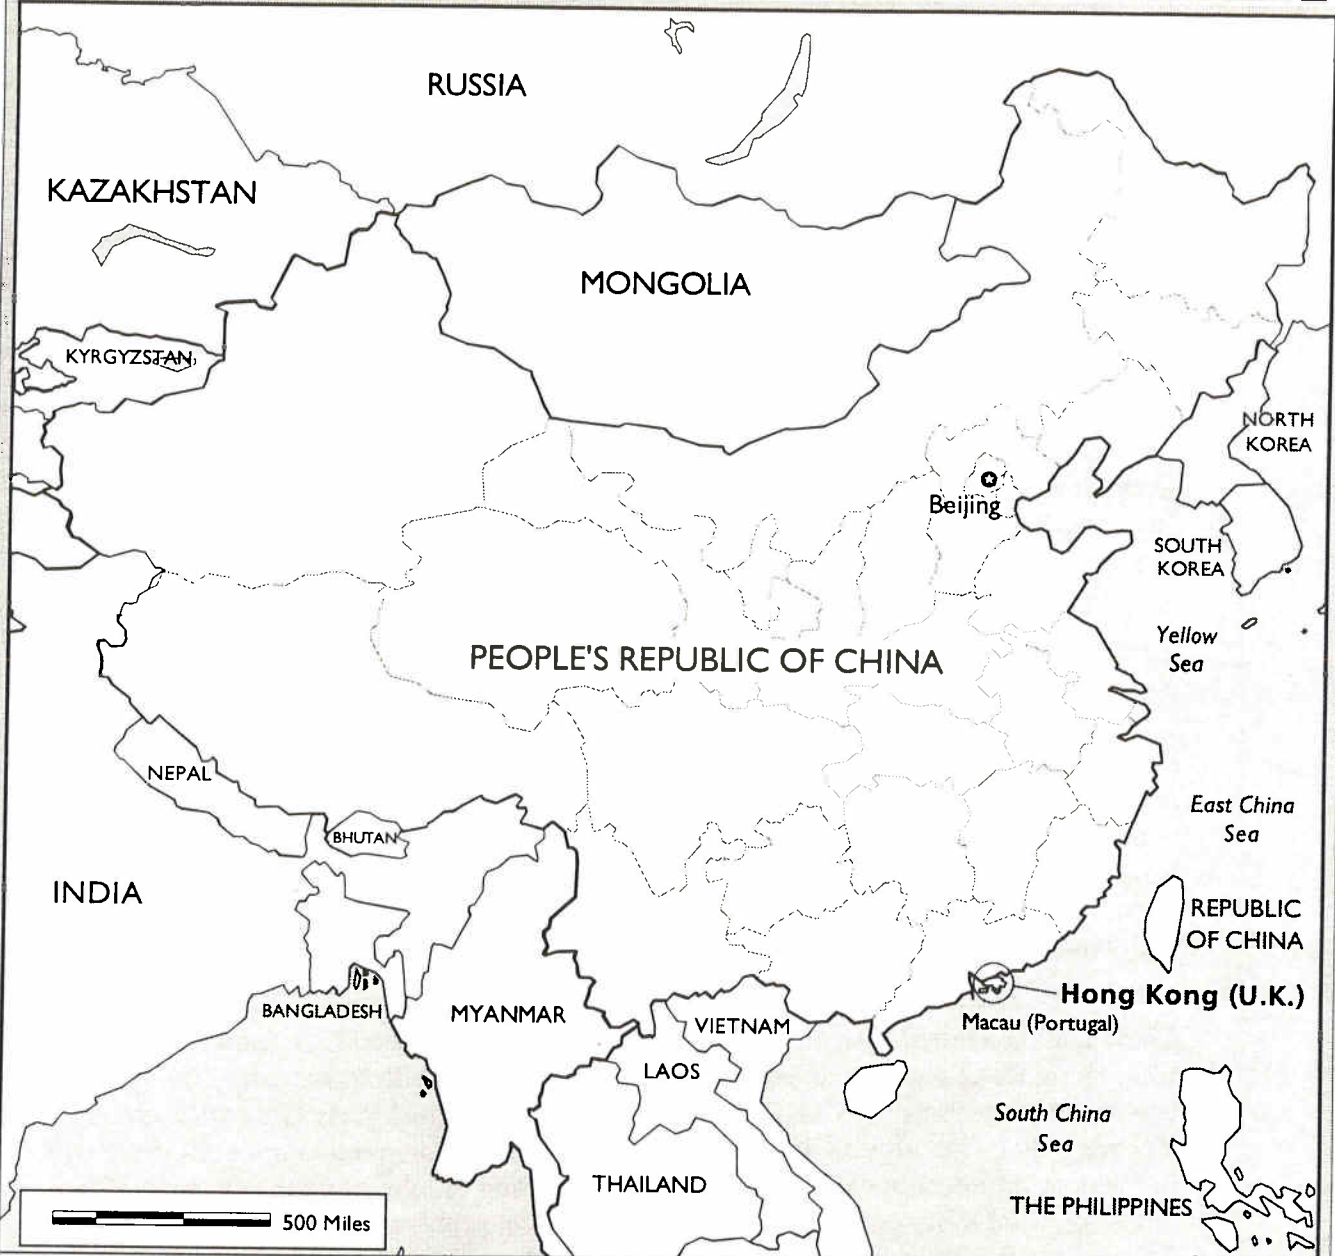 RUSSIA
KAZAKHSTAN
MONGOLIA
KYRGYZSTAN
NORTH
KOREA
Beijing
SOUTH
KOREA
Yellow
Sea
PEOPLE'S REPUBLIC OF CHINA
NEPAL
East China
Sea
BHUTAN
INDIA
REPUBLIC
OF CHINA
Hong Kong (U.K.)
BANGLADESH
MYANMAR
VIETNAM
Macau (Portugal)
LAOS
South China
Sea
THAILAND
THE PHILIPPINES
500 Miles